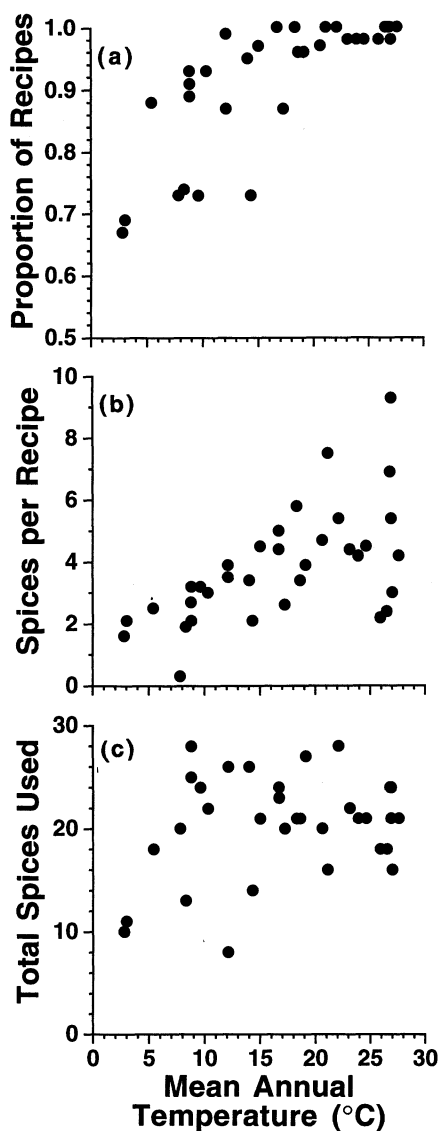 (a)
Proportion of Recipes
1.0
0.9
0.8
0.7
0.6
0.5
(b)
Spices per Recipe
10
8
6
4
2
0
(c)
Total Spices Used
30
20
10
0
0 5 10 15 20 25 30
Mean Annual
Temperature (°C)